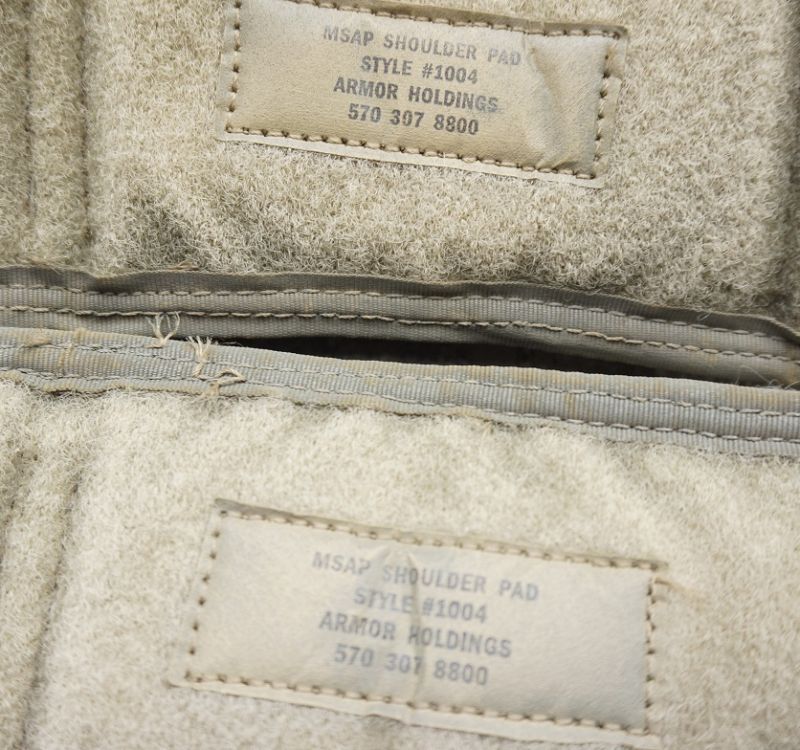 MSAP SHOULDER PAD
STYLE #1004
ARMOR HOLDINGS
570 307 8800
MSAP SHOULDER PAD
STYLE #1004
ARMOR HOLDINGS
570 307 8800